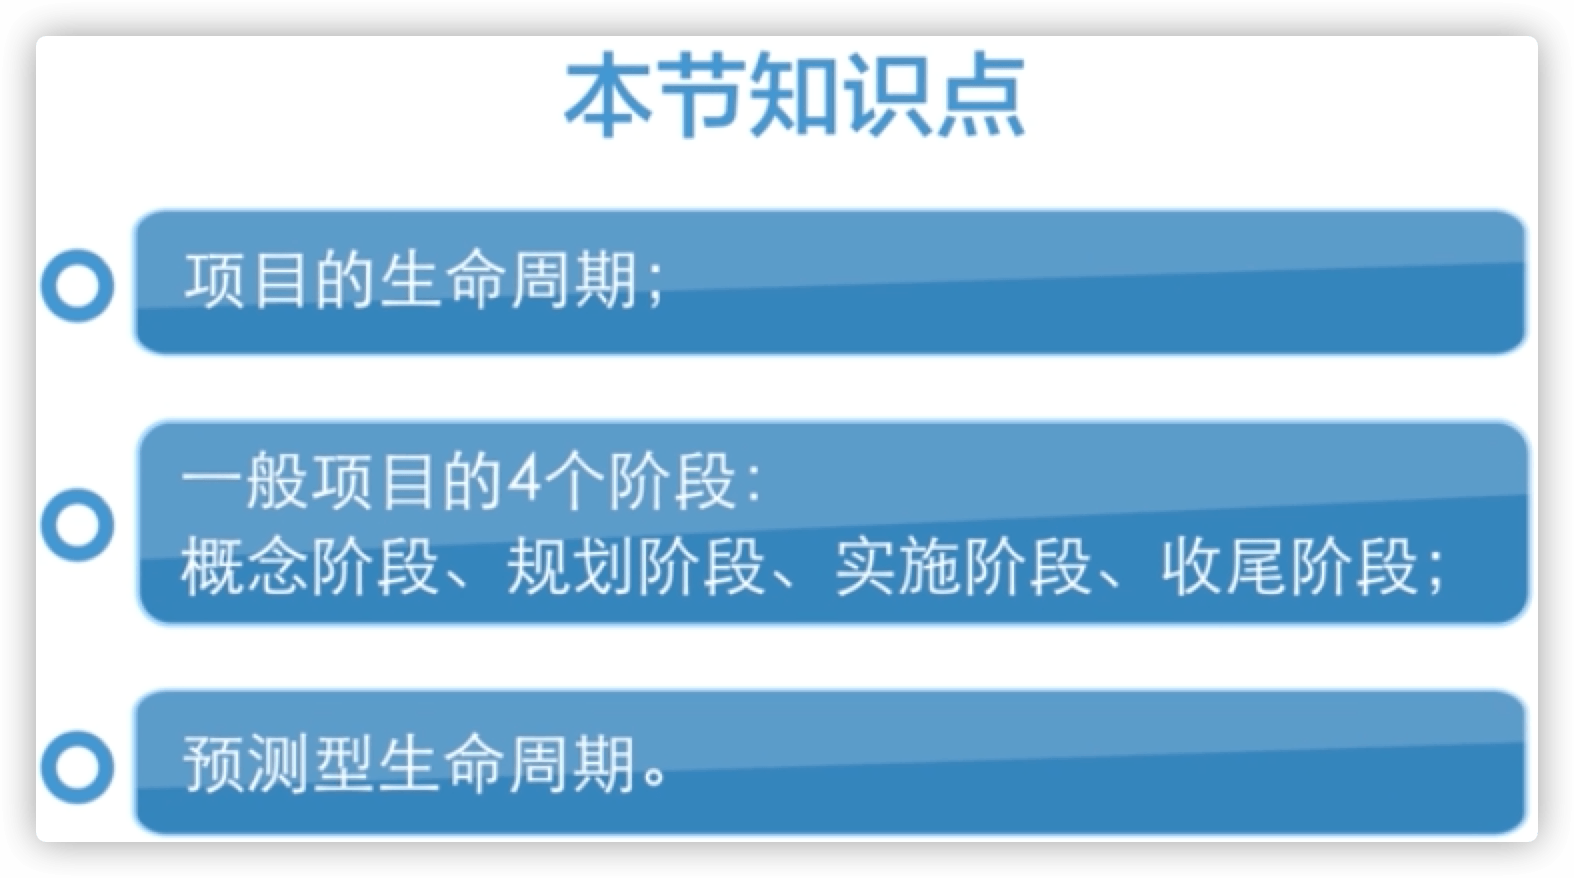 本节知识点
项目的生命周期；
一般项目的4个阶段：
概念阶段、规划阶段、实施阶段、收尾阶段；
预测型生命周期。